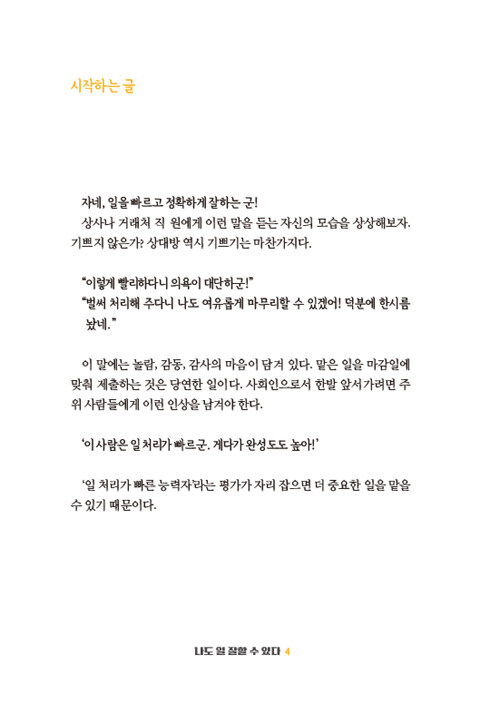 시작하는 글
자네, 일을 빠르고 정확하게 잘하는 군!
상사나 거래처 직 원에게 이런 말을 듣는 자신의 모습을 상상해보자.
기쁘지 않은가? 상대방 역시 기쁘기는 마찬가지다.
“이렇게 빨리하다니 의욕이 대단하군!”
“벌써 처리해 주다니 나도 여유롭게 마무리할 수 있겠어! 덕분에 한시름
놨네.”
이 말에는 놀람, 감동, 감사의 마음이 담겨 있다. 맡은 일을 마감일에
맞춰 제출하는 것은 당연한 일이다. 사회인으로서 한발 앞서가려면 주
위 사람들에게 이런 인상을 남겨야 한다.
‘이 사람은 일 처리가 빠르군. 게다가 완성도도 높아!’
‘일 처리가 빠른 능력자’라는 평가가 자리 잡으면 더 중요한 일을 맡을
수 있기 때문이다.
나도 일 잘할 수 있다 4